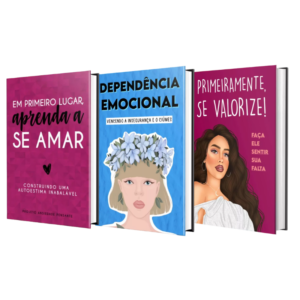 EM PRIMEIRO LUGAR,
aprenda a
SE AMAR
CONSTRUINDO UMA
AUTOESTIMA INABALÁVEL
DEPENDÊNCIA
EMOCIONAL
VENCENDO A INSEGURANÇA E O CIÚMES
PRIMEIRAMENTE,
SE VALORIZE!
FAÇA
ELE
SENTIR
SUA
FALTA